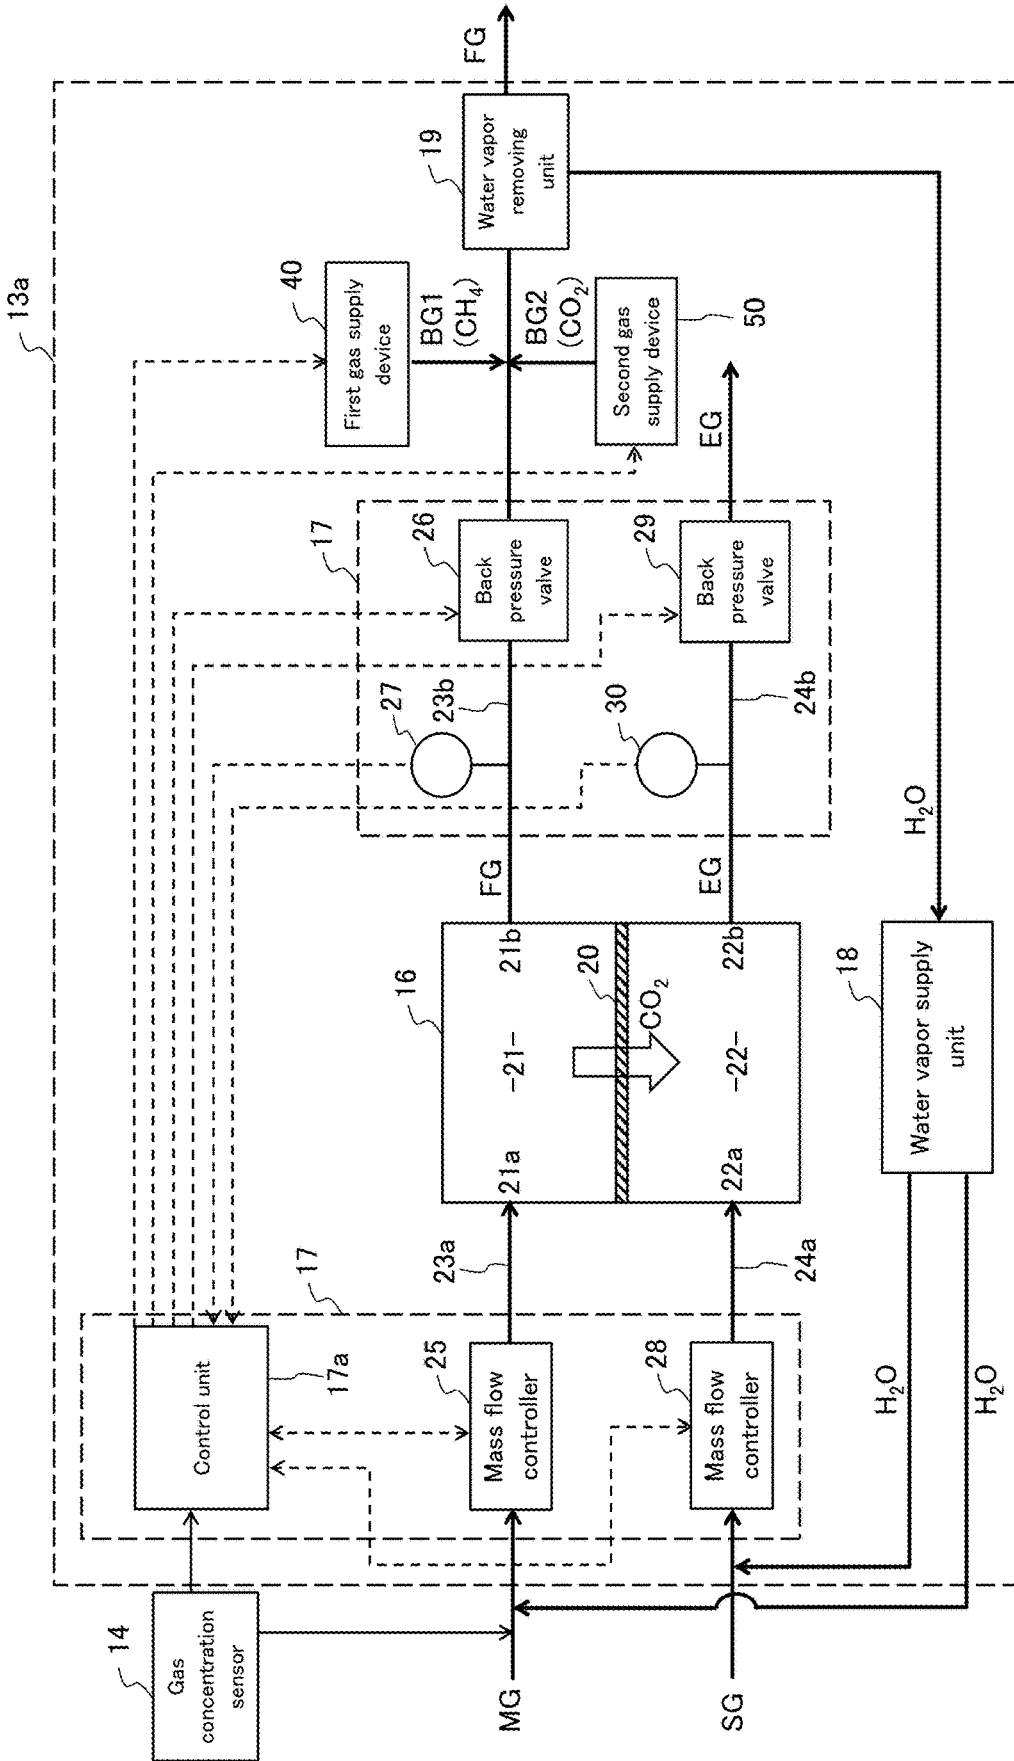 13a
14
Gas
concentration
sensor
Control unit
17a
17
25
Mass flow
controller
28
Mass flow
controller
MG
SG
23a
24a
16
21a
-21-
21b
20
CO₂
22a
-22-
22b
FG
EG
17
27
23b
30
24b
26
Back
pressure
valve
29
Back
pressure
valve
40
First gas supply
device
BG1
(CH₄)
BG2
(CO₂)
Second gas
supply device
50
EG
19
Water vapor
removing
unit
FG
H₂O
18
Water vapor supply
unit
H₂O
H₂O